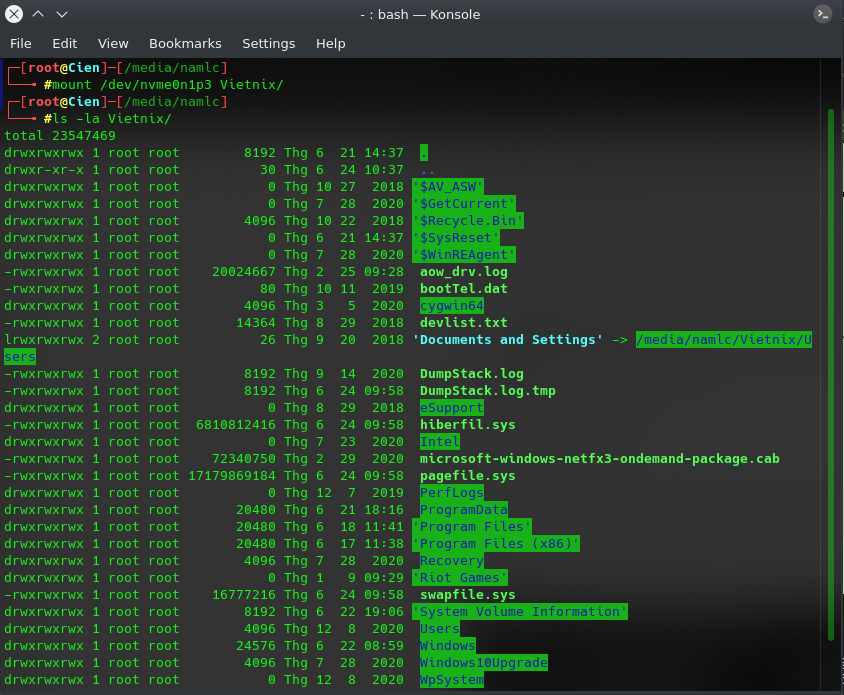 - : bash — Konsole
File Edit View Bookmarks Settings Help
┌─[root@Cien]─[/media/namlc]
└──╼ #mount /dev/nvme0n1p3 Vietnix/
┌─[root@Cien]─[/media/namlc]
└──╼ #ls -la Vietnix/
total 23547469
drwxrwxrwx 1 root root 8192 Thg 6 21 14:37 .
drwxr-xr-x 1 root root 30 Thg 6 24 10:37 ..
drwxrwxrwx 1 root root 0 Thg 10 27 2018 '$AV_ASW'
drwxrwxrwx 1 root root 0 Thg 7 28 2020 '$GetCurrent'
drwxrwxrwx 1 root root 4096 Thg 10 22 2018 '$Recycle.Bin'
drwxrwxrwx 1 root root 0 Thg 6 21 14:37 '$SysReset'
drwxrwxrwx 1 root root 0 Thg 7 28 2020 '$WinREAgent'
-rwxrwxrwx 1 root root 20024667 Thg 2 25 09:28 aow_drv.log
-rwxrwxrwx 1 root root 80 Thg 10 11 2019 bootTel.dat
drwxrwxrwx 1 root root 4096 Thg 3 5 2020 cygwin64
-rwxrwxrwx 1 root root 14364 Thg 8 29 2018 devlist.txt
lrwxrwxrwx 2 root root 26 Thg 9 20 2018 'Documents and Settings' -> /media/namlc/Vietnix/U
sers
-rwxrwxrwx 1 root root 8192 Thg 9 14 2020 DumpStack.log
-rwxrwxrwx 1 root root 8192 Thg 6 24 09:58 DumpStack.log.tmp
drwxrwxrwx 1 root root 0 Thg 8 29 2018 eSupport
-rwxrwxrwx 1 root root 6810812416 Thg 6 24 09:58 hiberfil.sys
drwxrwxrwx 1 root root 0 Thg 7 23 2020 Intel
-rwxrwxrwx 1 root root 72340750 Thg 2 29 2020 microsoft-windows-netfx3-ondemand-package.cab
-rwxrwxrwx 1 root root 17179869184 Thg 6 24 09:58 pagefile.sys
drwxrwxrwx 1 root root 0 Thg 12 7 2019 PerfLogs
drwxrwxrwx 1 root root 20480 Thg 6 21 18:16 ProgramData
drwxrwxrwx 1 root root 20480 Thg 6 18 11:41 'Program Files'
drwxrwxrwx 1 root root 20480 Thg 6 17 11:38 'Program Files (x86)'
drwxrwxrwx 1 root root 4096 Thg 7 28 2020 Recovery
drwxrwxrwx 1 root root 0 Thg 1 9 09:29 'Riot Games'
-rwxrwxrwx 1 root root 16777216 Thg 6 24 09:58 swapfile.sys
drwxrwxrwx 1 root root 8192 Thg 6 22 19:06 'System Volume Information'
drwxrwxrwx 1 root root 4096 Thg 12 8 2020 Users
drwxrwxrwx 1 root root 24576 Thg 6 22 08:59 Windows
drwxrwxrwx 1 root root 4096 Thg 7 28 2020 Windows10Upgrade
drwxrwxrwx 1 root root 0 Thg 12 8 2020 WpSystem